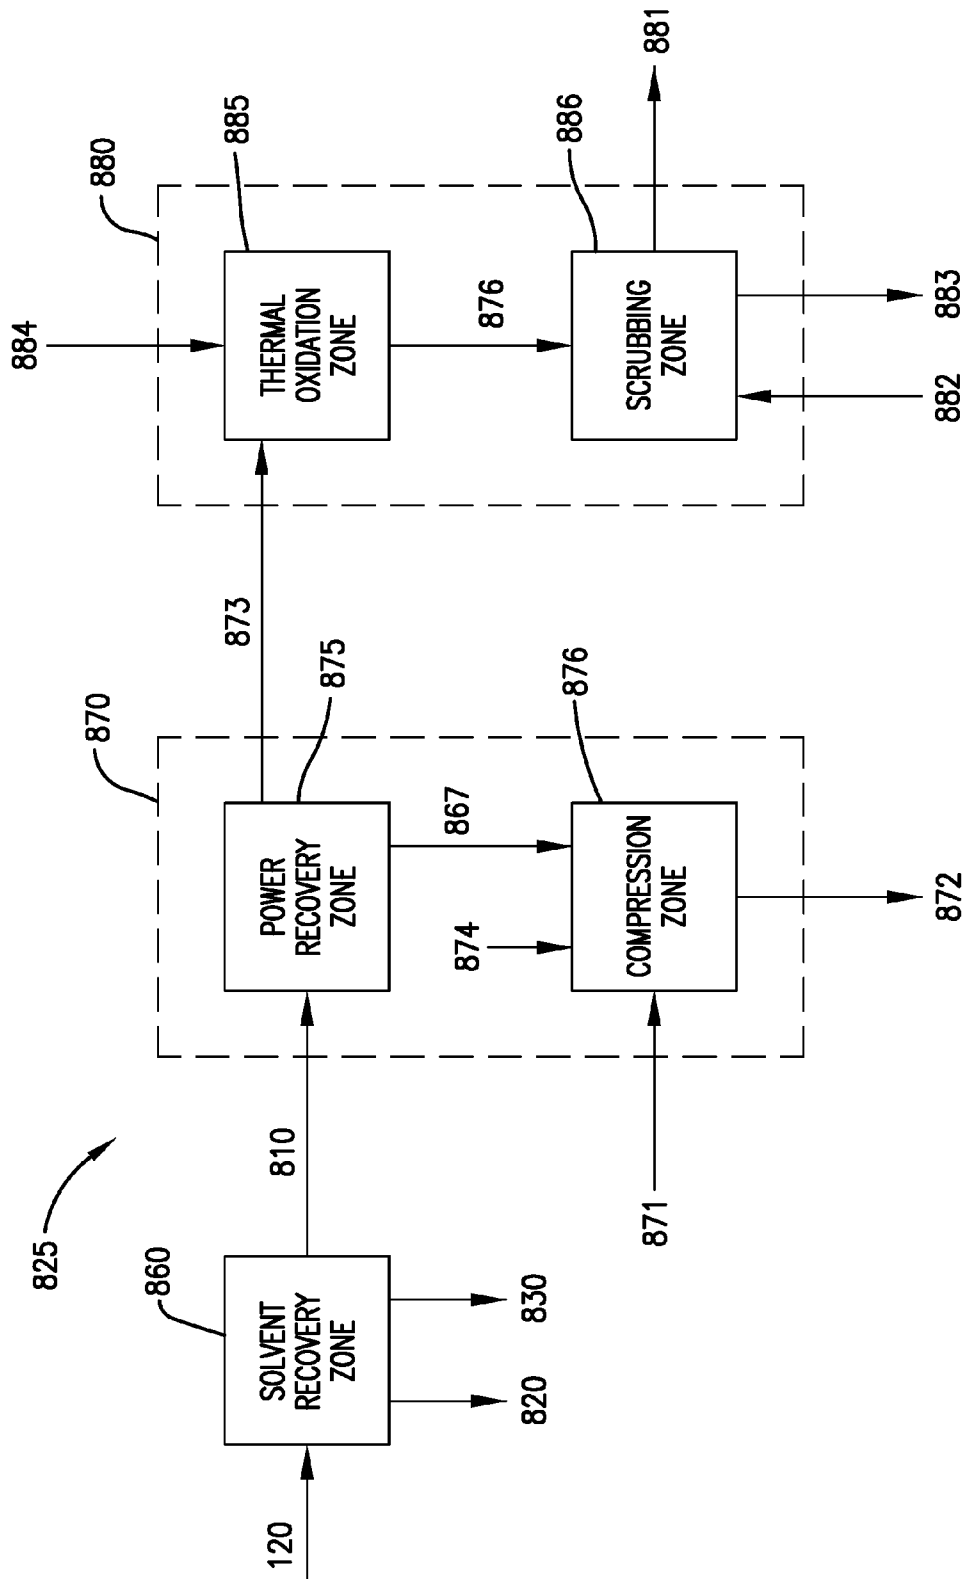 825
120
860
SOLVENT
RECOVERY
ZONE
820
830
810
870
POWER
RECOVERY
ZONE
875
867
874
871
COMPRESSION
ZONE
876
872
873
880
884
THERMAL
OXIDATION
ZONE
885
876
SCRUBBING
ZONE
886
881
882
883